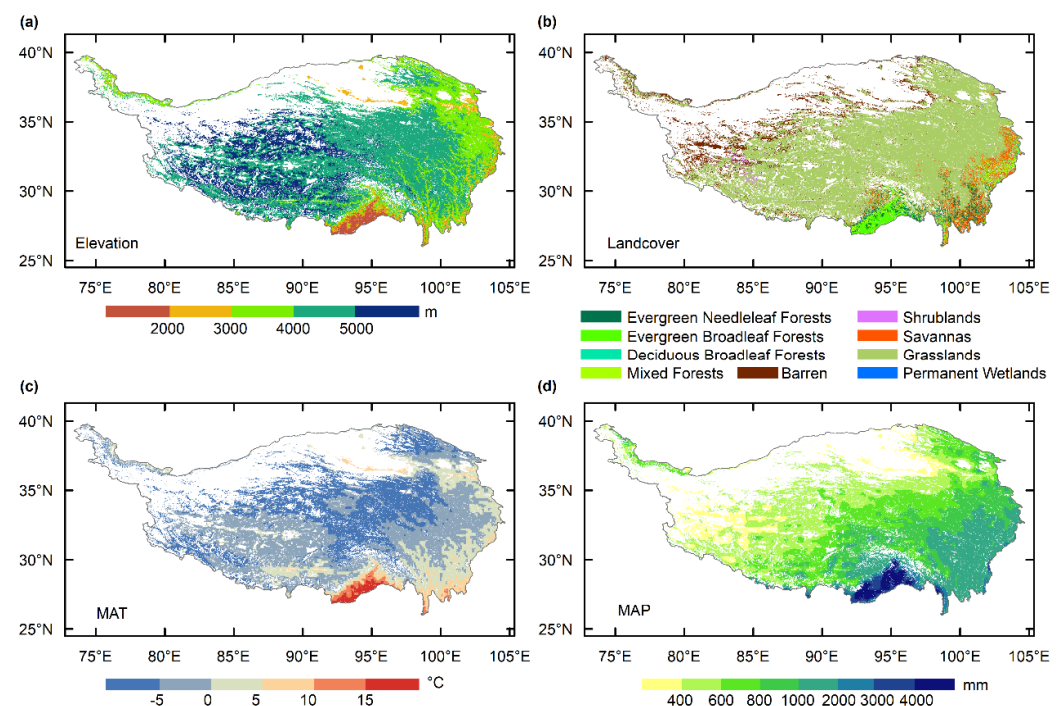 (a)
(b)
40°N
35°N
30°N
25°N
Elevation
75°E 80°E 85°E 90°E 95°E 100°E 105°E
2000 3000 4000 5000 m
40°N
35°N
30°N
25°N
Landcover
75°E 80°E 85°E 90°E 95°E 100°E 105°E
Evergreen Needleleaf Forests
Evergreen Broadleaf Forests
Deciduous Broadleaf Forests
Mixed Forests Barren
Shrublands
Savannas
Grasslands
Permanent Wetlands
(c)
(d)
40°N
35°N
30°N
25°N
MAT
75°E 80°E 85°E 90°E 95°E 100°E 105°E
-5 0 5 10 15 °C
40°N
35°N
30°N
25°N
MAP
75°E 80°E 85°E 90°E 95°E 100°E 105°E
400 600 800 1000 2000 3000 4000 mm